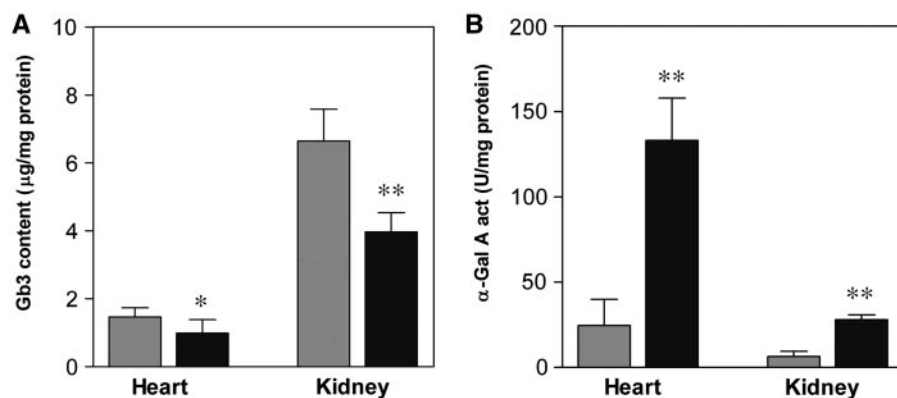 A
Gb3 content (µg/mg protein)
10
8
6
4
2
0
*
**
Heart
Kidney
B
α-Gal A act (U/mg protein)
200
150
100
50
0
**
**
Heart
Kidney